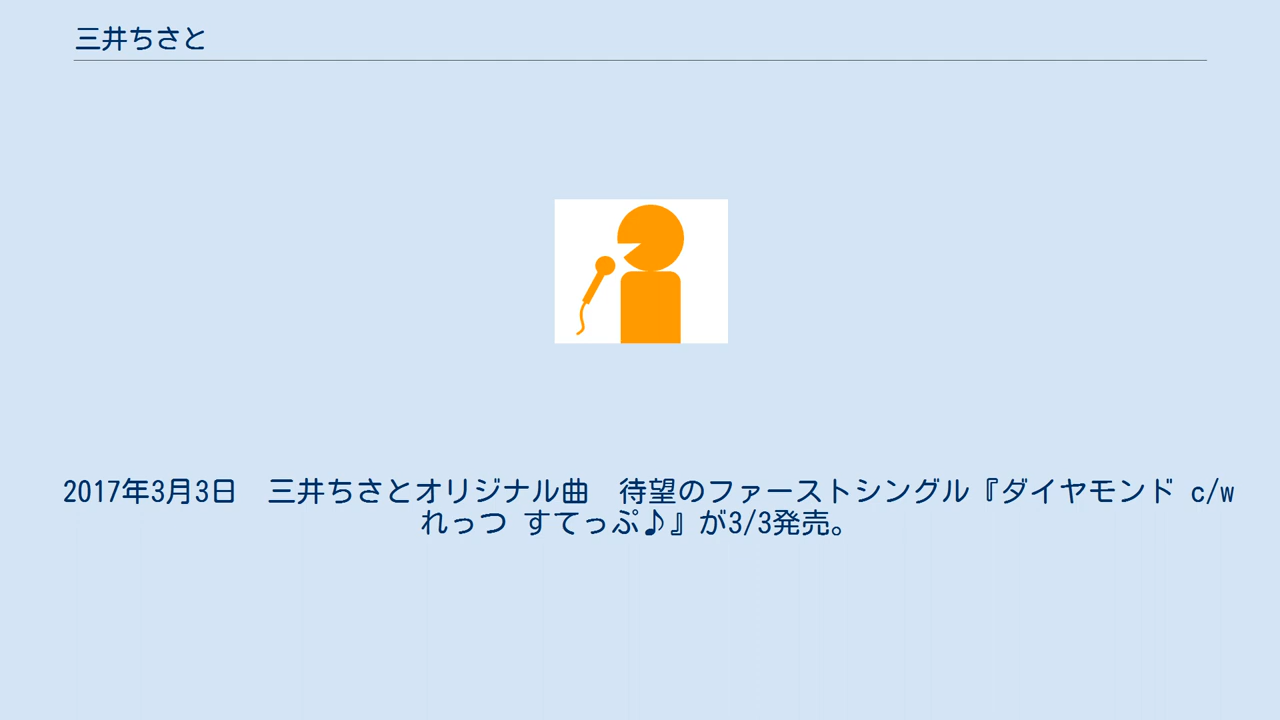 三井ちさと
2017年3月3日　三井ちさとオリジナル曲　待望のファーストシングル『ダイヤモンド c/w
れっつ すてっぷ♪』が3/3発売。